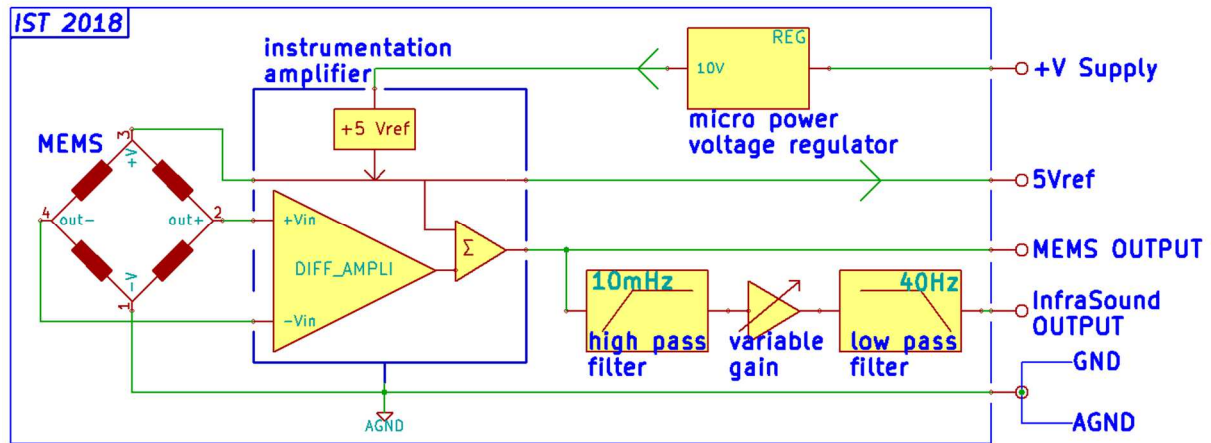 IST 2018
instrumentation
amplifier
REG
10V
+V Supply
micro power
voltage regulator
+5 Vref
MEMS
3
+V
5Vref
4
out-
out+
2
+Vin
DIFF_AMPLI
Σ
MEMS OUTPUT
-Vin
-V
1
10mHz
high pass
filter
variable
gain
40Hz
low pass
filter
InfraSound
OUTPUT
GND
AGND
AGND